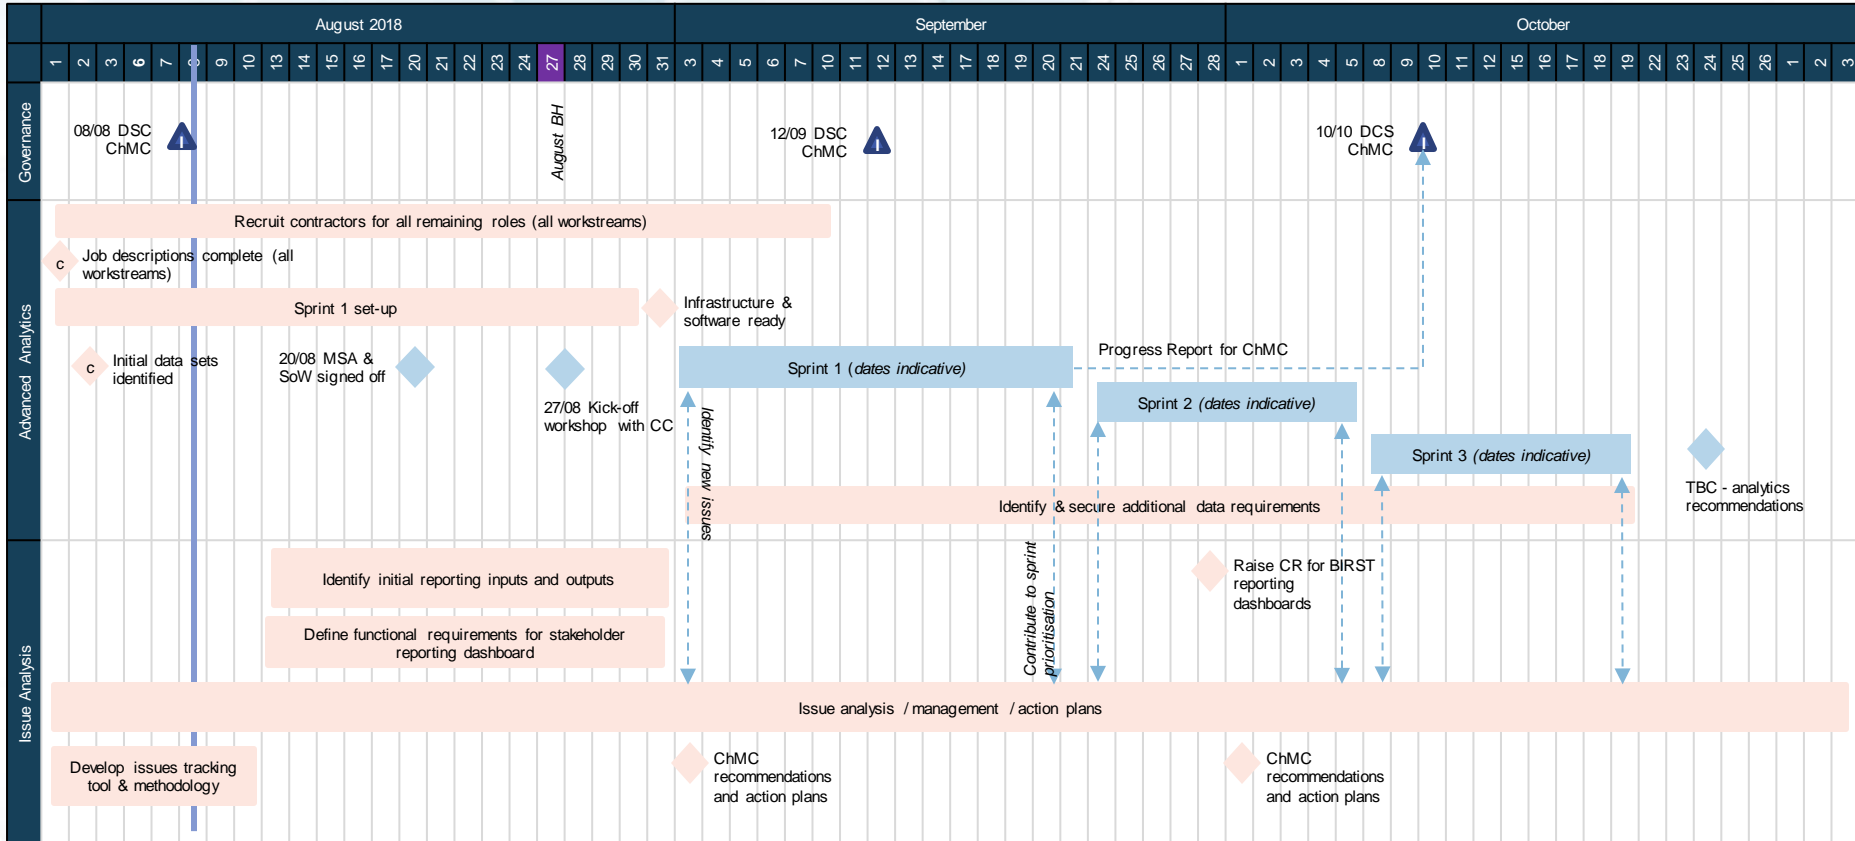 August 2018
September
October
1 2 3 6 7 8 9 10 13 14 15 16 17 20 21 22 23 24 27 28 29 30 31 3 4 5 6 7 10 11 12 13 14 17 18 19 20 21 24 25 26 27 28 1 2 3 4 5 8 9 10 11 12 15 16 17 18 19 22 23 24 25 26 1 2 3
Governance
08/08 DSC
ChMC
August BH
12/09 DSC
ChMC
10/10 DCS
ChMC
Advanced Analytics
Recruit contractors for all remaining roles (all workstreams)
c
Job descriptions complete (all
workstreams)
Sprint 1 set-up
Infrastructure &
software ready
c
Initial data sets
identified
20/08 MSA &
SoW signed off
27/08 Kick-off
workshop with CC
Sprint 1 (dates indicative)
Progress Report for ChMC
Sprint 2 (dates indicative)
Sprint 3 (dates indicative)
TBC - analytics
recommendations
Identify new issues
Identify & secure additional data requirements
Issue Analysis
Identify initial reporting inputs and outputs
Raise CR for BIRST
reporting
dashboards
Define functional requirements for stakeholder
reporting dashboard
Contribute to sprint
prioritisation
Issue analysis / management / action plans
Develop issues tracking
tool & methodology
ChMC
recommendations
and action plans
ChMC
recommendations
and action plans